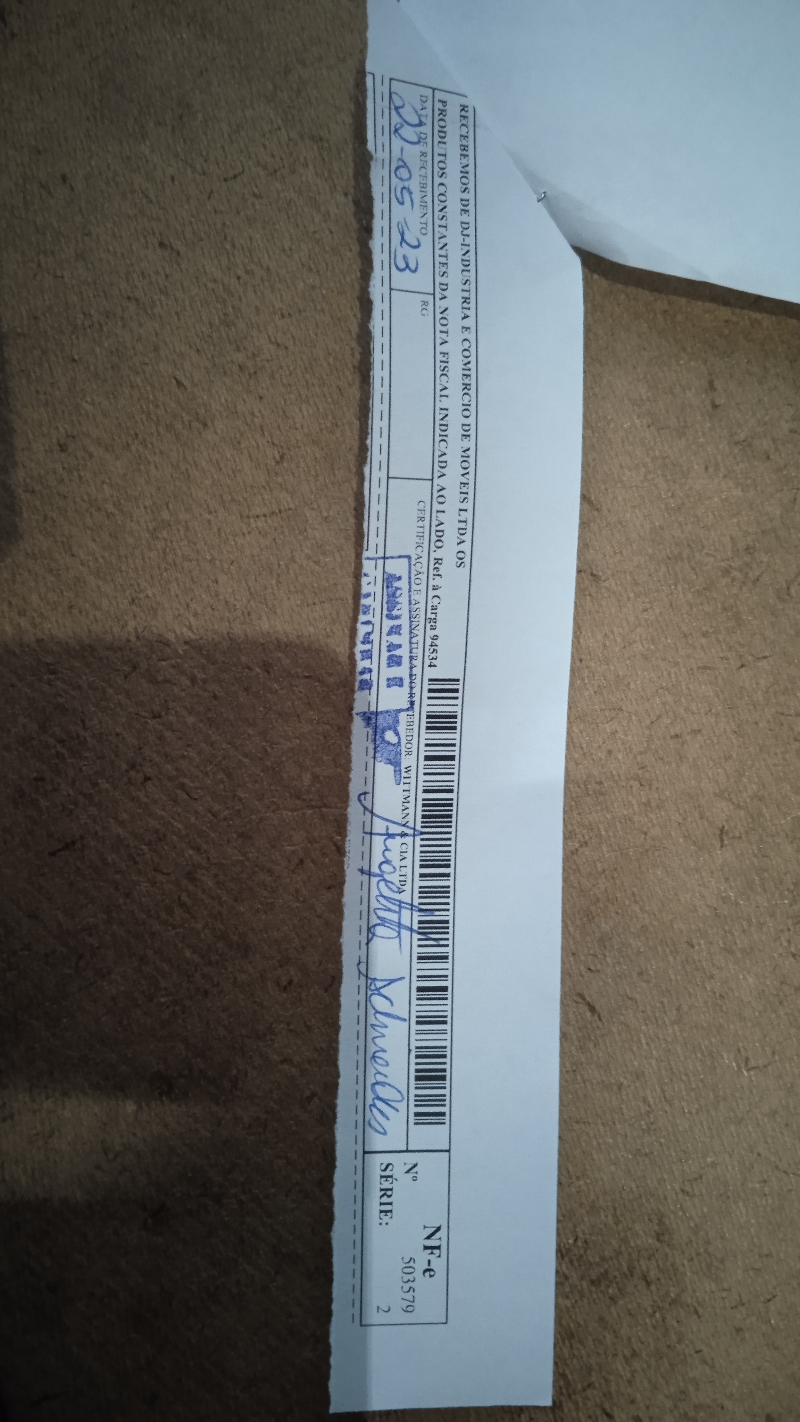 RECEBEMOS DE DJ-INDUSTRIA E COMERCIO DE MOVEIS LTDA OS
PRODUTOS CONSTANTES DA NOTA FISCAL INDICADA AO LADO, Ref. à Carga 94534
DATA DE RECEBIMENTO
22-05-23
RG
CERTIFICAÇÃO E ASSINATURA DO RECEBEDOR WITTMANN & CIA LTDA
Angelita Schneider
NF-e
Nº 503579
SÉRIE: 2